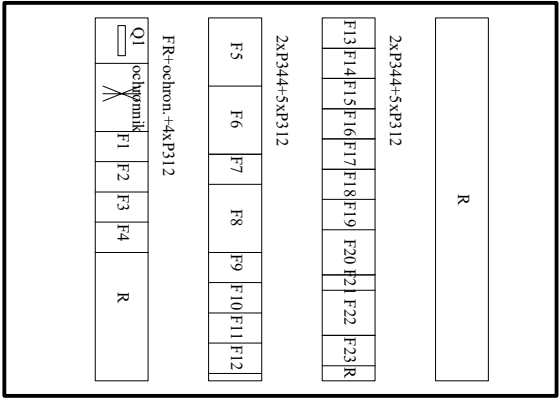 Q1
ochronnik
F1
F2
F3
F4
R
FR+ochron.+4xP312
F5
F6
F7
F8
F9
F10
F11
F12
2xP344+5xP312
F13
F14
F15
F16
F17
F18
F19
F20
F21
F22
F23
R
2xP344+5xP312
R